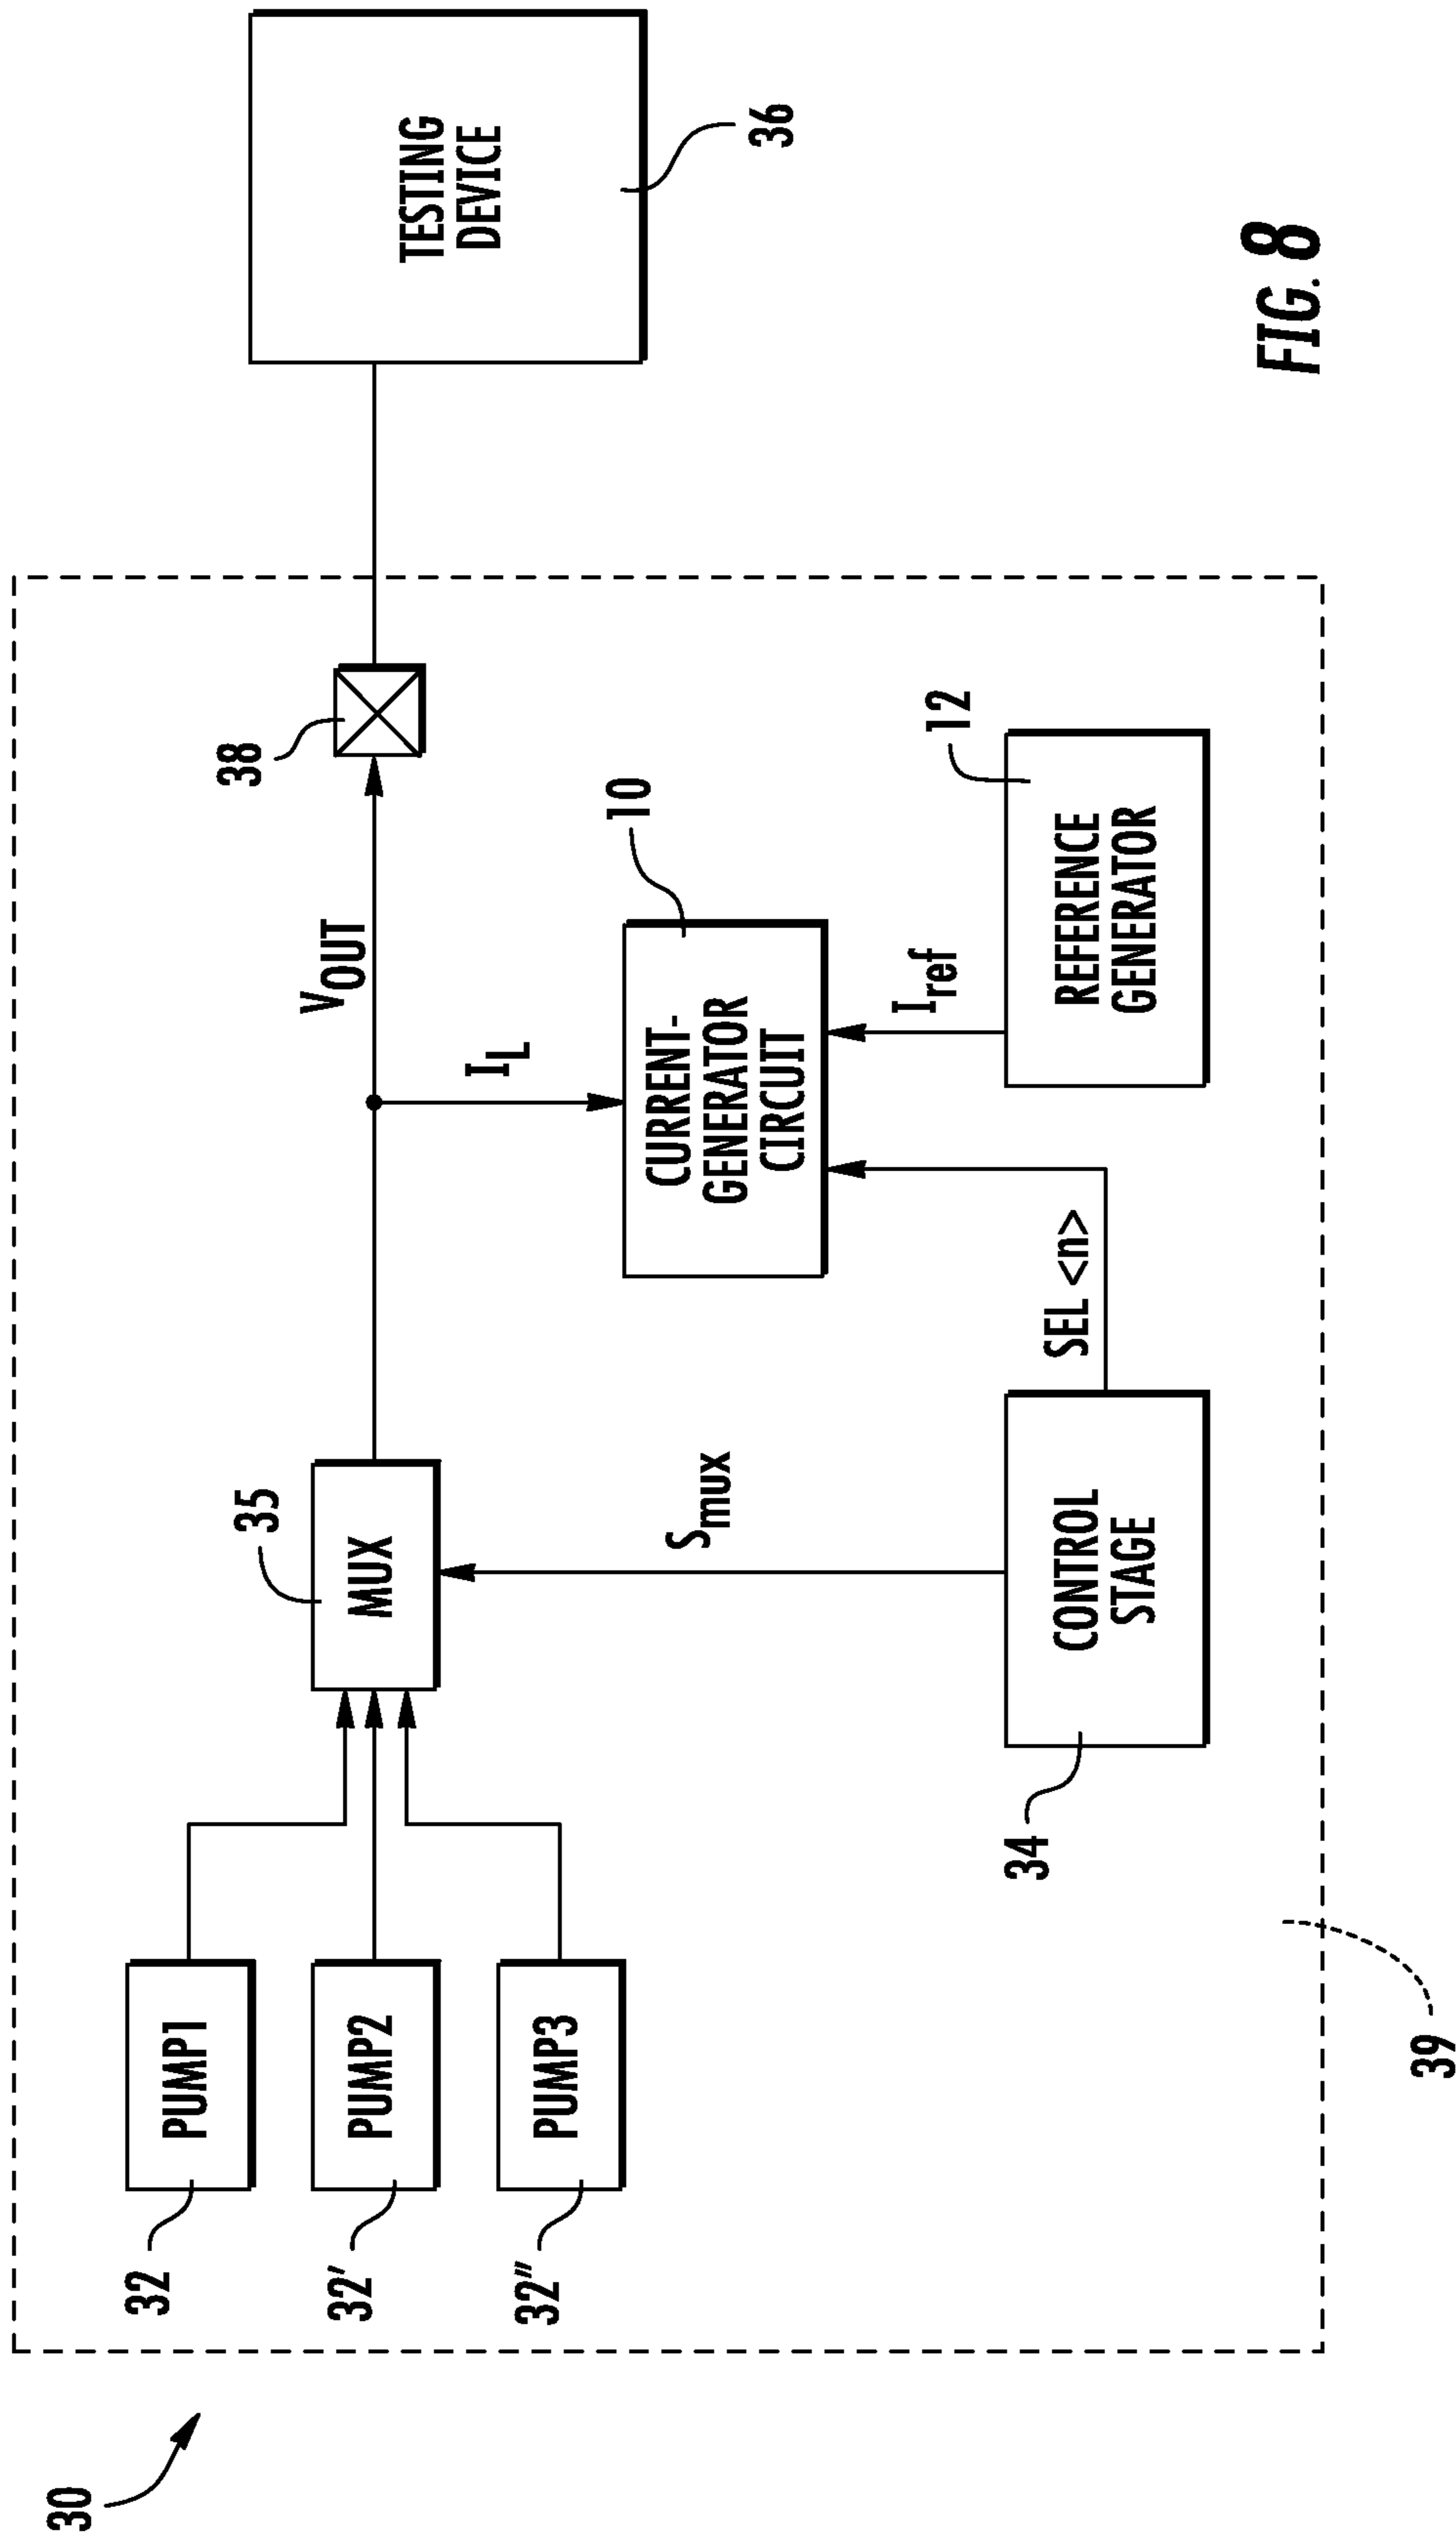 30
32
PUMP1
32'
PUMP2
32"
PUMP3
35
MUX
Smux
34
CONTROL
STAGE
SEL <n>
VOUT
IL
10
CURRENT-
GENERATOR
CIRCUIT
Iref
12
REFERENCE
GENERATOR
38
TESTING
DEVICE
36
39
FIG. 8